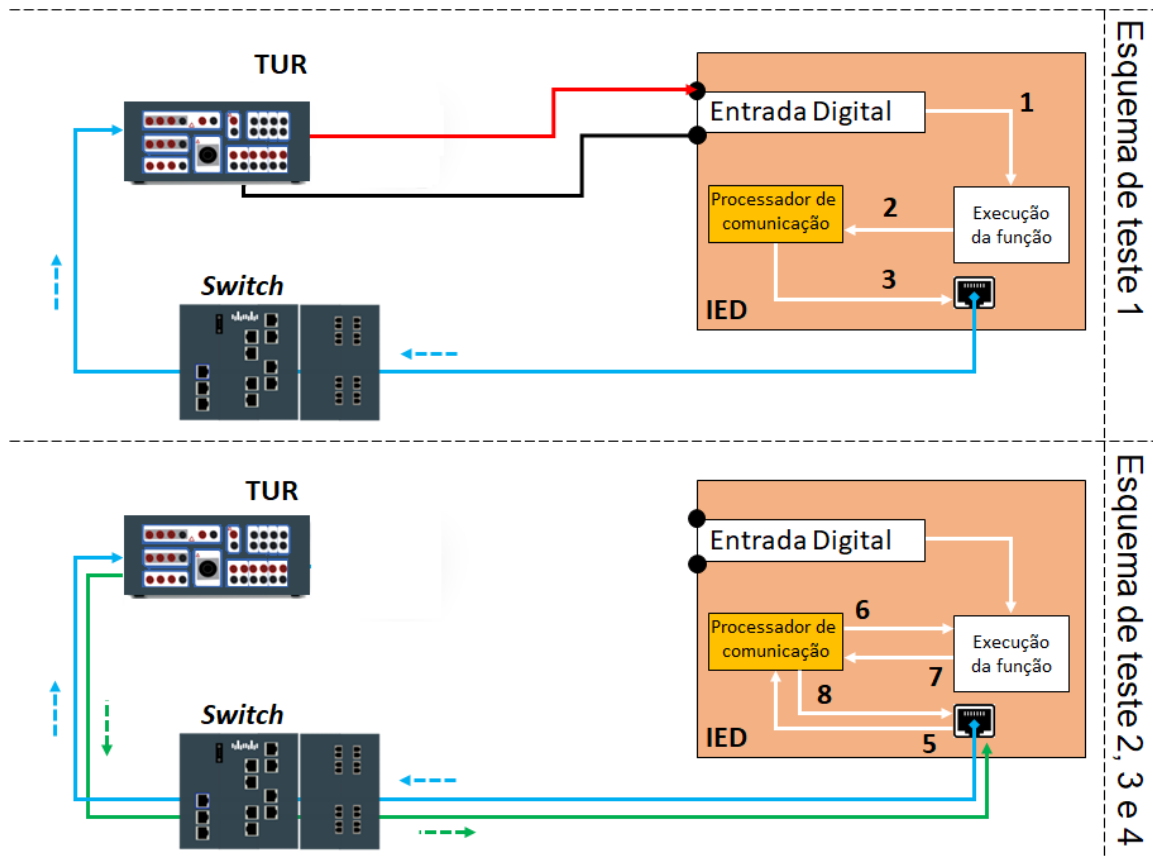 TUR
Entrada Digital
1
Processador de
comunicação
2
Execução
da função
3
IED
Switch
Esquema de teste 1
TUR
Entrada Digital
Processador de
comunicação
6
Execução
da função
7
8
5
IED
Switch
Esquema de teste 2, 3 e 4